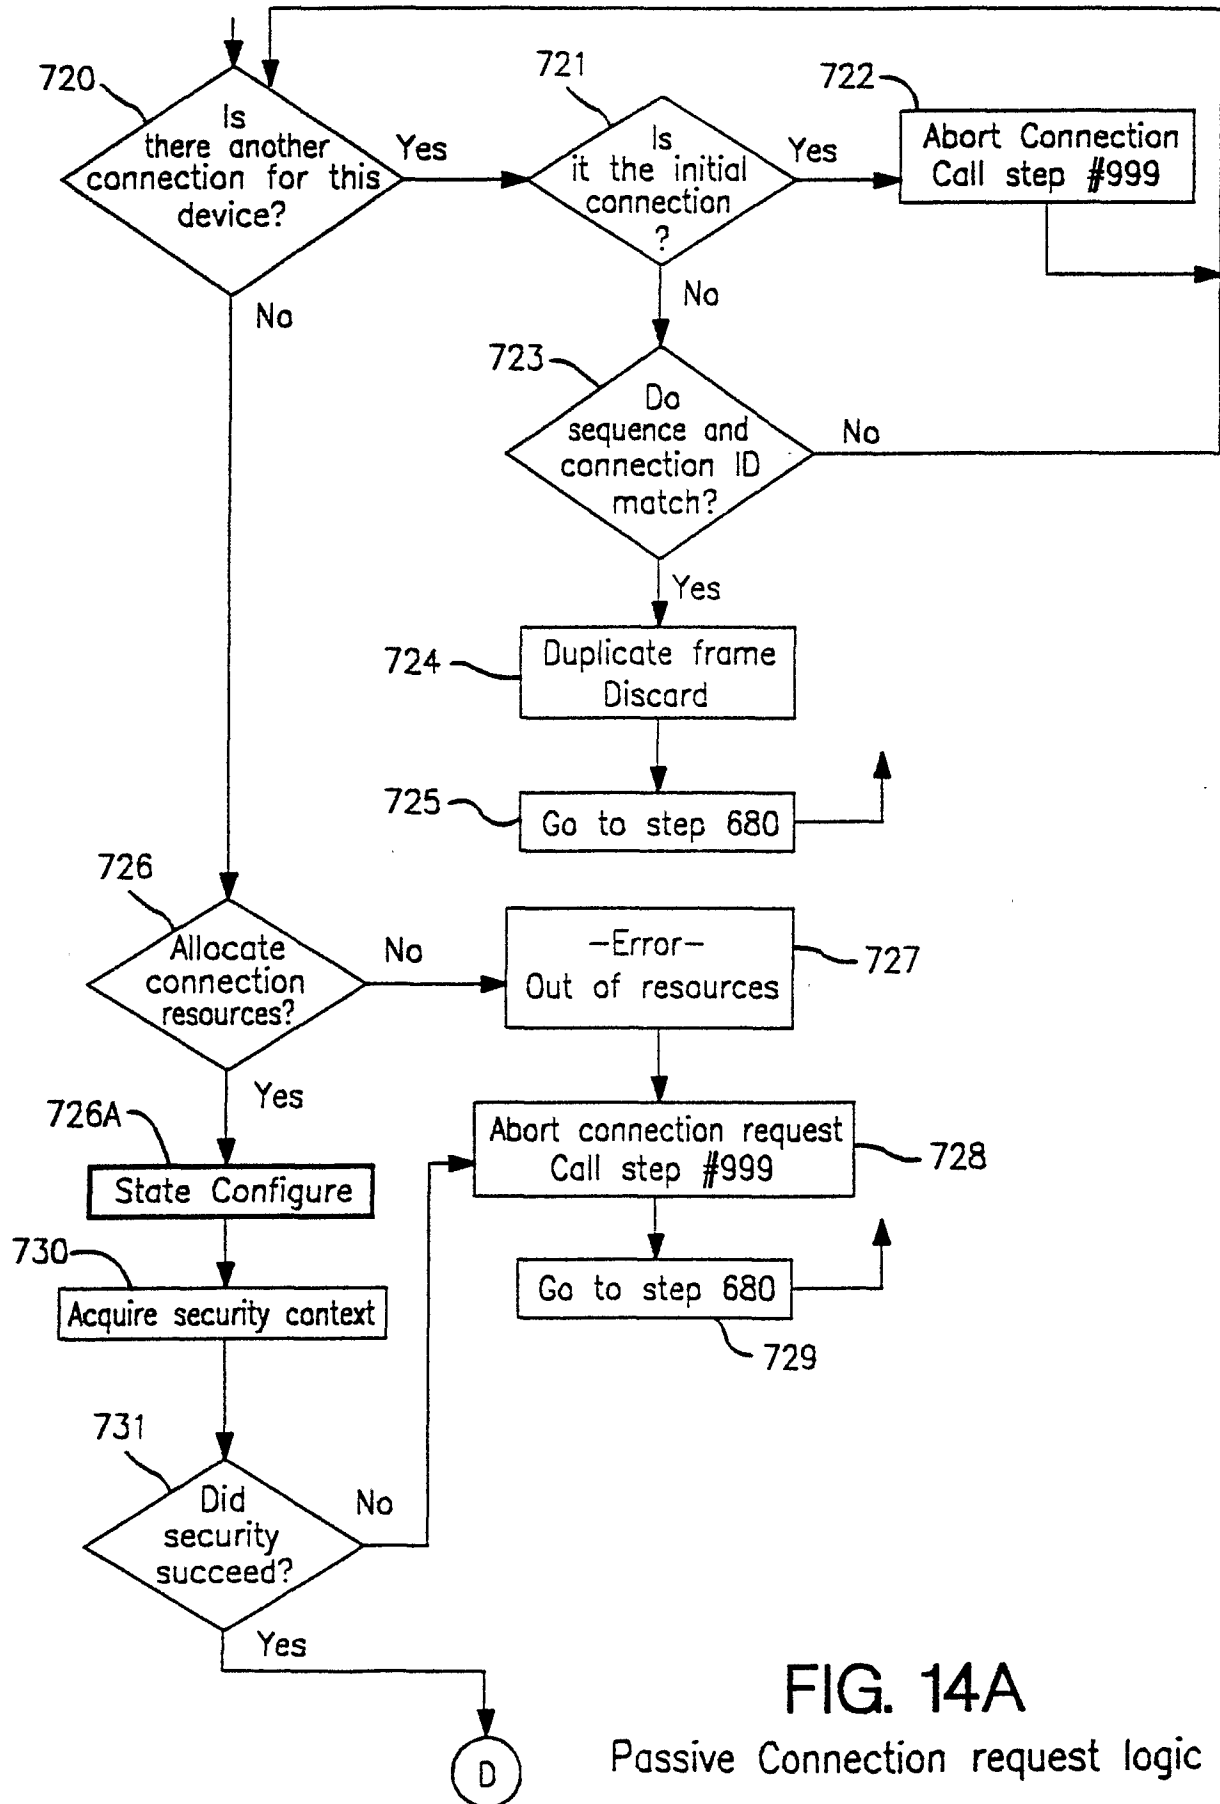 720
Is
there another
connection for this
device?
Yes
No
721
Is
it the initial
connection
?
Yes
No
722
Abort Connection
Call step #999
723
Do
sequence and
connection ID
match?
No
Yes
724
Duplicate frame
Discard
725
Go to step 680
726
Allocate
connection
resources?
No
Yes
-Error-
Out of resources
727
726A
State Configure
Abort connection request
Call step #999
728
730
Acquire security context
Go to step 680
729
731
Did
security
succeed?
No
Yes
D
FIG. 14A
Passive Connection request logic